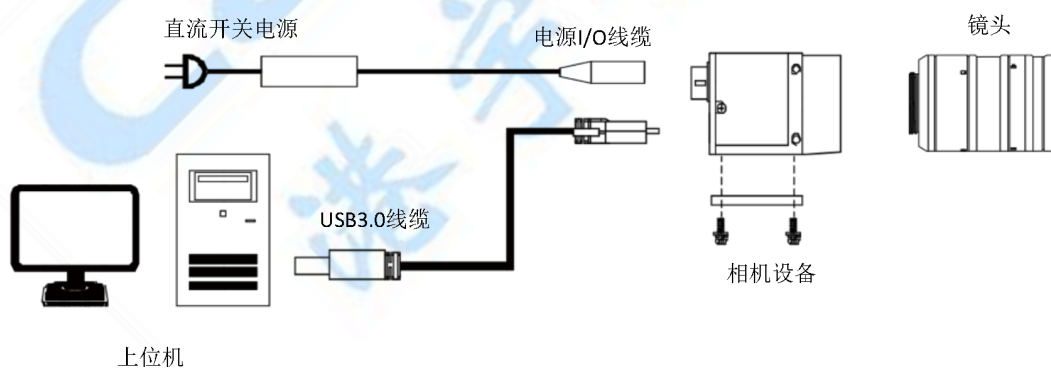 直流开关电源
电源I/O线缆
镜头
USB3.0线缆
相机设备
上位机